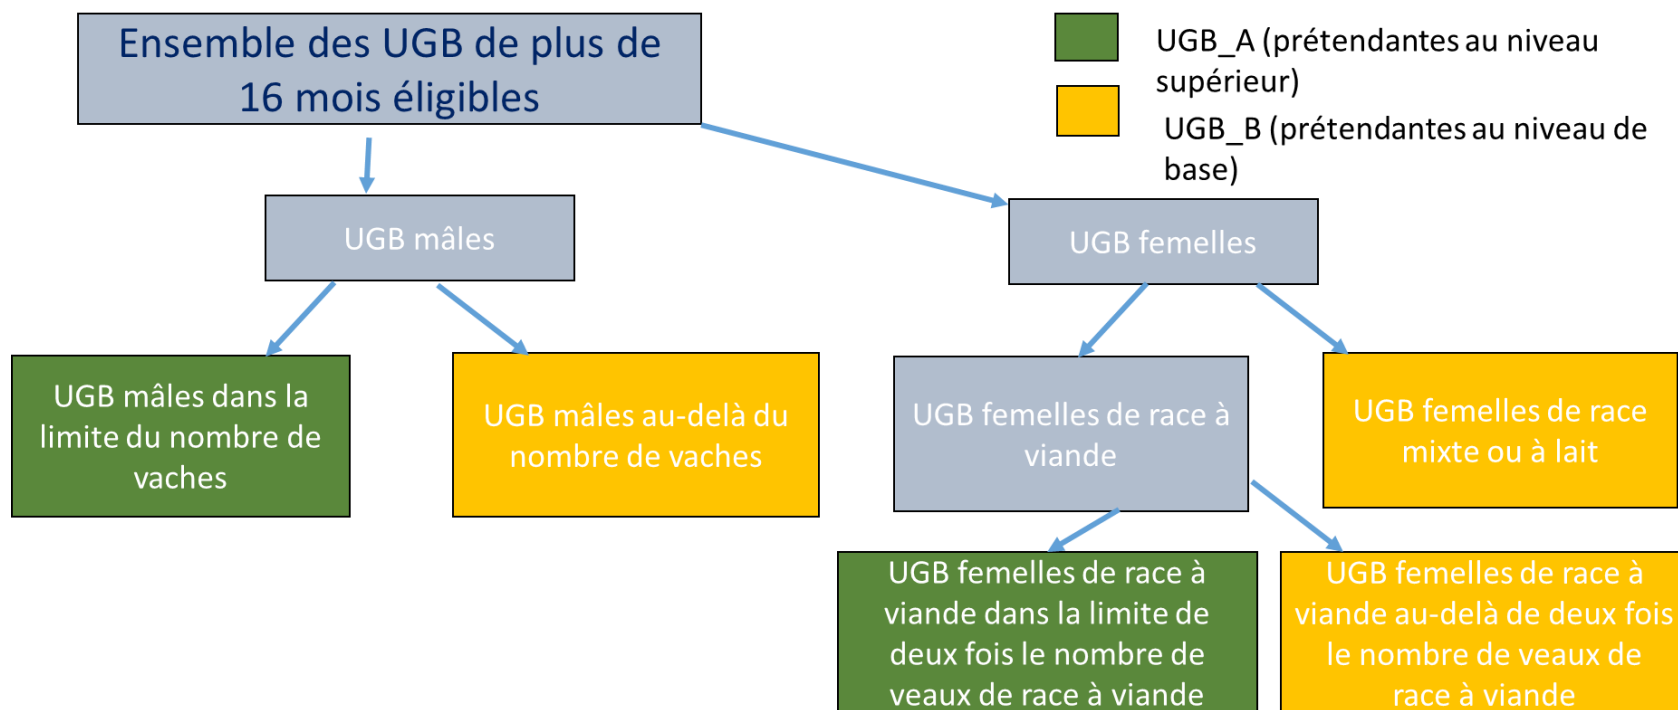 Ensemble des UGB de plus de
16 mois éligibles
UGB_A (prétendantes au niveau
supérieur)
UGB_B (prétendantes au niveau de
base)
UGB mâles
UGB femelles
UGB mâles dans la
limite du nombre de
vaches
UGB mâles au-delà du
nombre de vaches
UGB femelles de race à
viande
UGB femelles de race
mixte ou à lait
UGB femelles de race à
viande dans la limite de
deux fois le nombre de
veaux de race à viande
UGB femelles de race à
viande au-delà de deux fois
le nombre de veaux de
race à viande